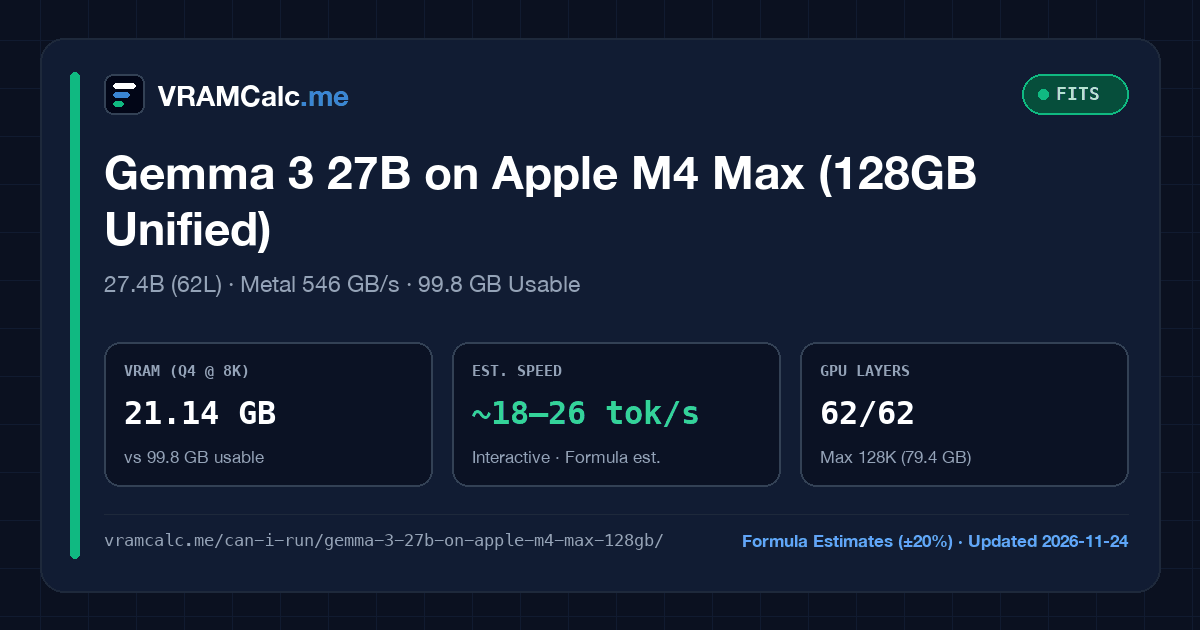 VRAMCalc.me
FITS
Gemma 3 27B on Apple M4 Max (128GB
Unified)
27.4B (62L) · Metal 546 GB/s · 99.8 GB Usable
VRAM (Q4 @ 8K)
21.14 GB
vs 99.8 GB usable
EST. SPEED
~18–26 tok/s
Interactive · Formula est.
GPU LAYERS
62/62
Max 128K (79.4 GB)
vramcalc.me/can-i-run/gemma-3-27b-on-apple-m4-max-128gb/
Formula Estimates (±20%) · Updated 2026-11-24